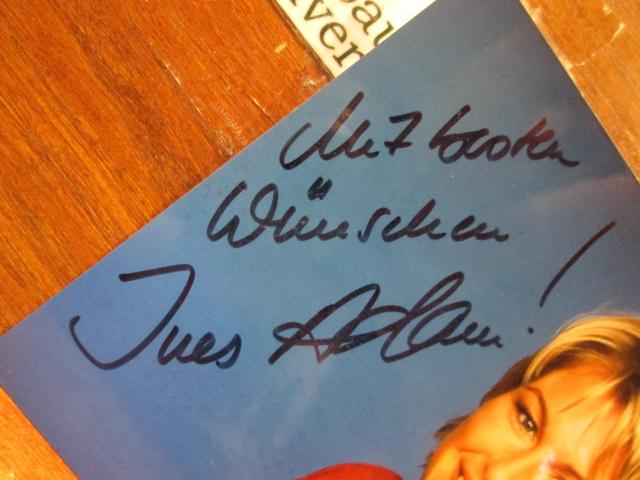 Mit besten
Wünschen
Ines Adam!